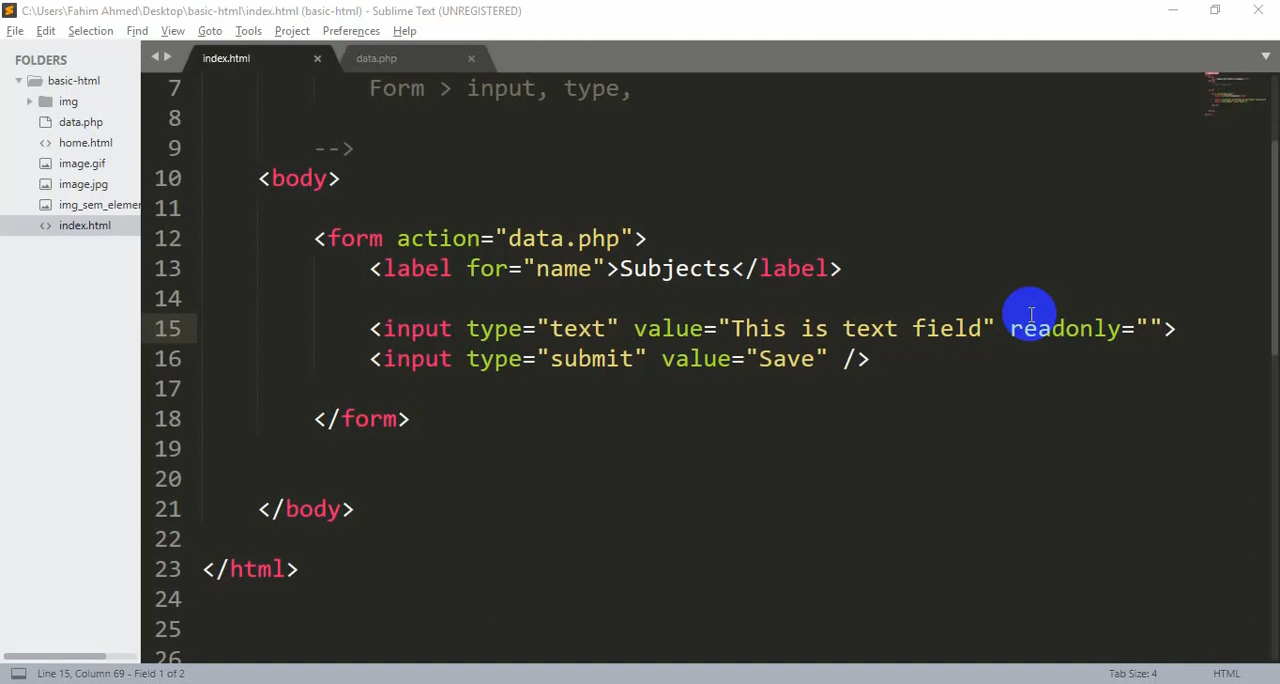 C:\Users\Fahim Ahmed\Desktop\basic-html\index.html (basic-html) - Sublime Text (UNREGISTERED)
File Edit Selection Find View Goto Tools Project Preferences Help
FOLDERS
basic-html
img
data.php
home.html
image.gif
image.jpg
img_sem_elemen
index.html
index.html data.php
7 Form > input, type,
8
9 -->
10 <body>
11
12 <form action="data.php">
13 <label for="name">Subjects</label>
14
15 <input type="text" value="This is text field" readonly="">
16 <input type="submit" value="Save" />
17
18 </form>
19
20
21 </body>
22
23 </html>
24
25
26
Line 15, Column 69 - Field 1 of 2 Tab Size: 4 HTML